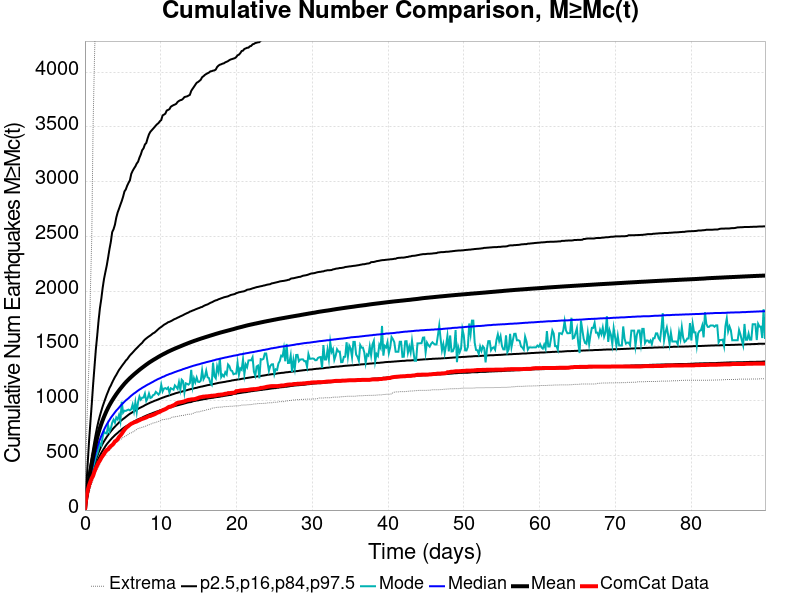 Cumulative Number Comparison, M≥Mc(t)
Cumulative Num Earthquakes M≥Mc(t)
4000
3500
3000
2500
2000
1500
1000
500
0
0 10 20 30 40 50 60 70 80
Time (days)
Extrema p2.5,p16,p84,p97.5 Mode Median Mean ComCat Data